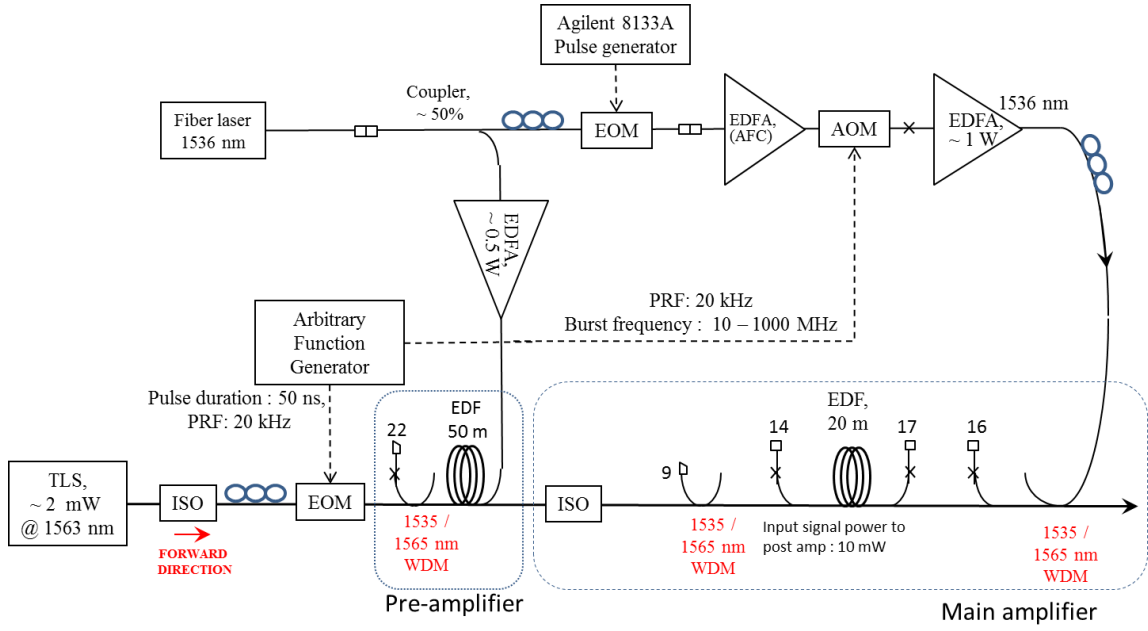 Agilent 8133A
Pulse generator
Coupler,
~ 50%
Fiber laser
1536 nm
EOM
EDFA,
(AFC)
AOM
EDFA,
~ 1 W
1536 nm
EDFA,
~ 0.5 W
PRF: 20 kHz
Burst frequency : 10 – 1000 MHz
Arbitrary
Function
Generator
Pulse duration : 50 ns,
PRF: 20 kHz
22
EDF
50 m
14
EDF,
20 m
17
16
9
TLS,
~ 2 mW
@ 1563 nm
ISO
EOM
ISO
FORWARD
DIRECTION
1535 /
1565 nm
WDM
1535 /
1565 nm
WDM
Input signal power to
post amp : 10 mW
1535 /
1565 nm
WDM
Pre-amplifier
Main amplifier